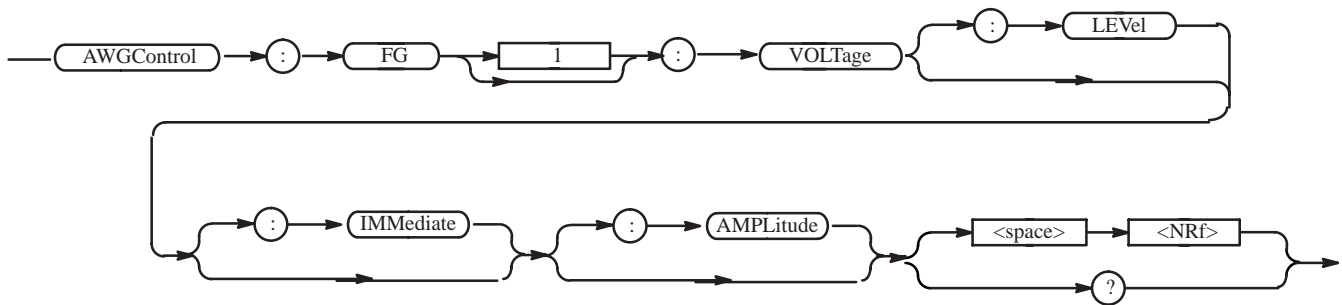 AWGControl : FG 1 : VOLTage : LEVel
: IMMediate : AMPLitude <space> <NRf>
?